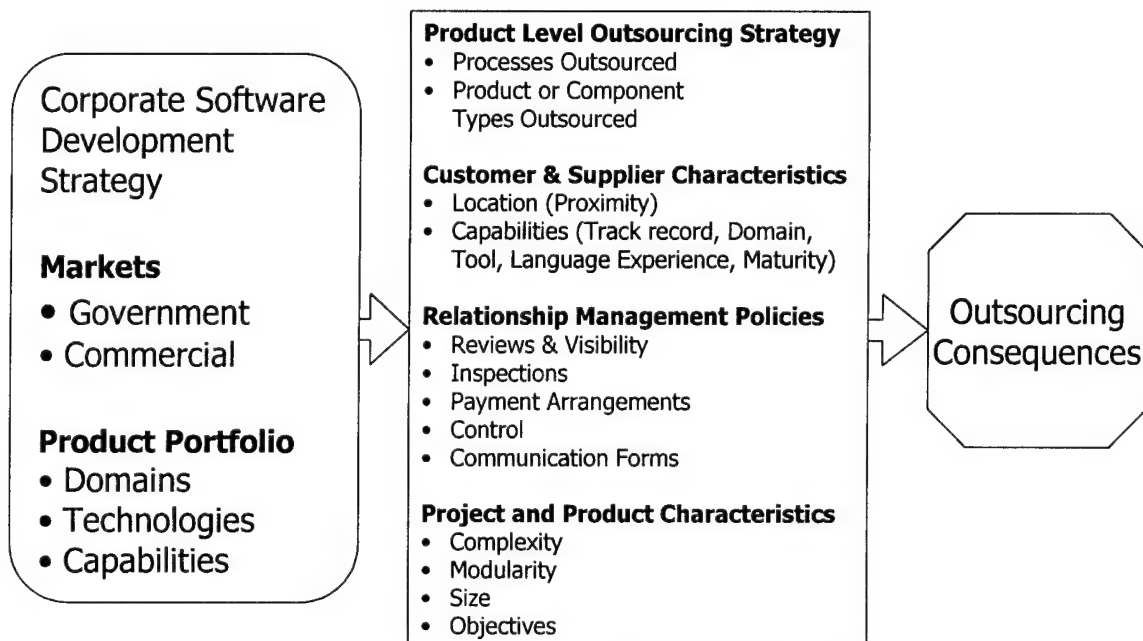 Corporate Software
Development
Strategy
Markets
• Government
• Commercial
Product Portfolio
• Domains
• Technologies
• Capabilities
Product Level Outsourcing Strategy
• Processes Outsourced
• Product or Component
Types Outsourced
Customer & Supplier Characteristics
• Location (Proximity)
• Capabilities (Track record, Domain,
Tool, Language Experience, Maturity)
Relationship Management Policies
• Reviews & Visibility
• Inspections
• Payment Arrangements
• Control
• Communication Forms
Project and Product Characteristics
• Complexity
• Modularity
• Size
• Objectives
Outsourcing
Consequences